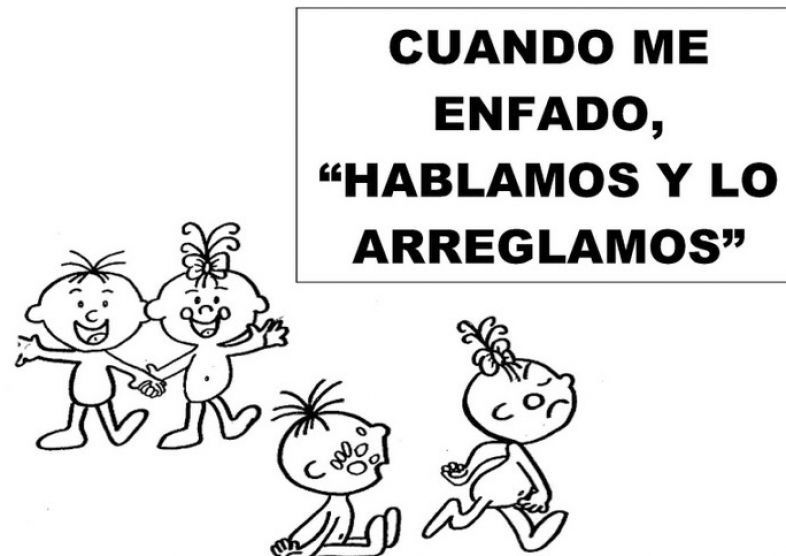 CUANDO ME
ENFADO,
“HABLAMOS Y LO
ARREGLAMOS”